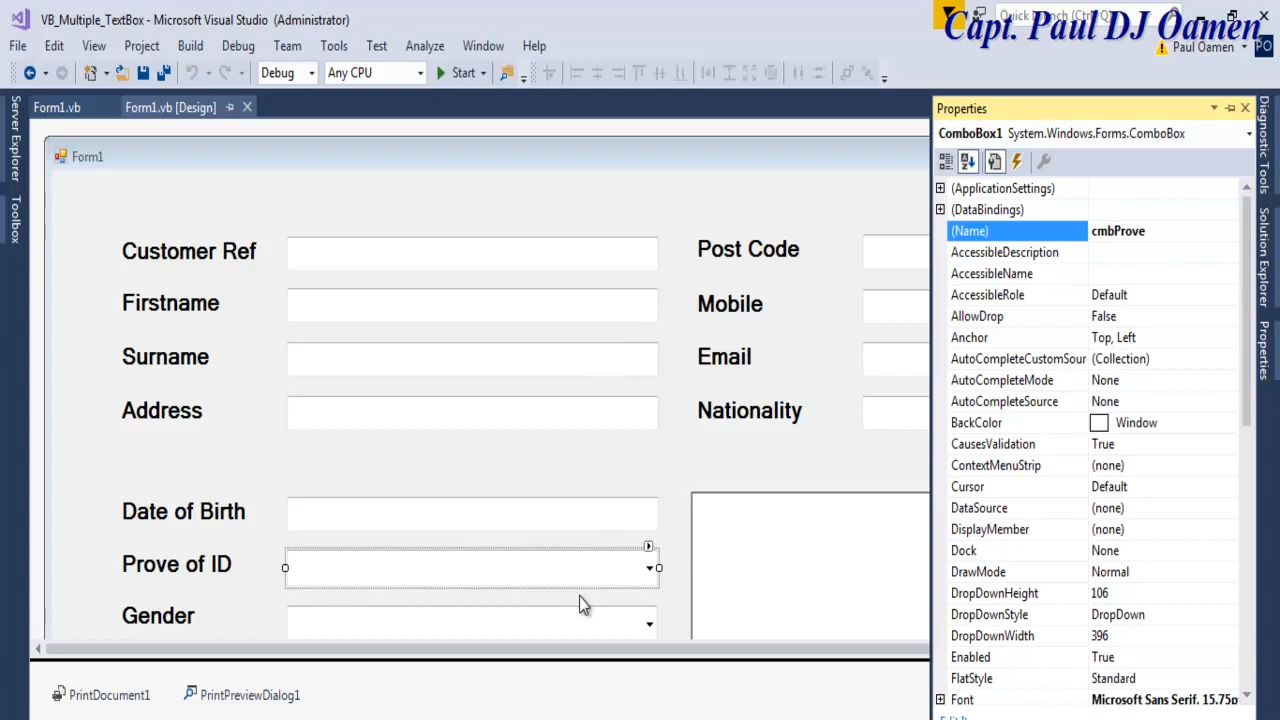 VB_Multiple_TextBox - Microsoft Visual Studio (Administrator)
Capt. Paul DJ Oamen
File Edit View Project Build Debug Team Tools Test Analyze Window Help
Paul Oamen
PO
Debug Any CPU Start
Form1.vb Form1.vb [Design]
Server Explorer
Toolbox
Form1
Customer Ref
Firstname
Surname
Address
Date of Birth
Prove of ID
Gender
Post Code
Mobile
Email
Nationality
PrintDocument1 PrintPreviewDialog1
Properties
ComboBox1 System.Windows.Forms.ComboBox
(ApplicationSettings)
(DataBindings)
(Name) cmbProve
AccessibleDescription
AccessibleName
AccessibleRole Default
AllowDrop False
Anchor Top, Left
AutoCompleteCustomSour (Collection)
AutoCompleteMode None
AutoCompleteSource None
BackColor Window
CausesValidation True
ContextMenuStrip (none)
Cursor Default
DataSource (none)
DisplayMember (none)
Dock None
DrawMode Normal
DropDownHeight 106
DropDownStyle DropDown
DropDownWidth 396
Enabled True
FlatStyle Standard
Font Microsoft Sans Serif, 15.75p
Diagnostic Tools
Solution Explorer
Properties